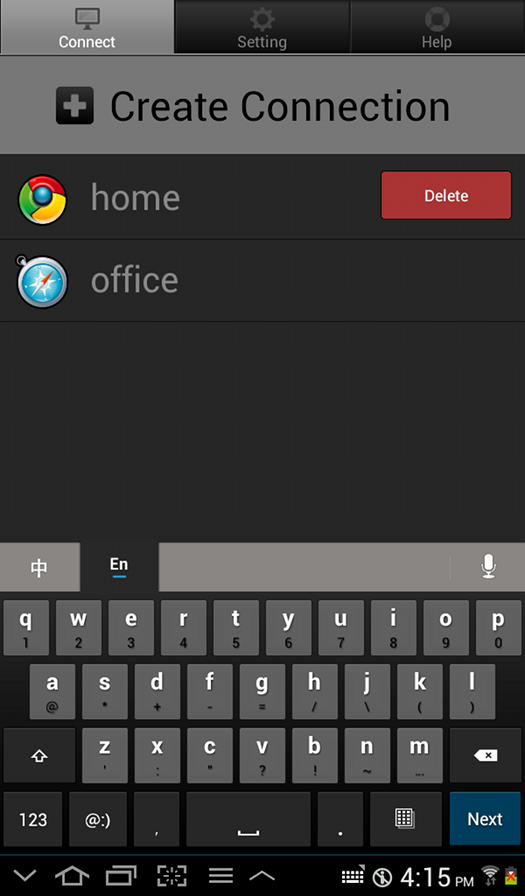 Connect Setting Help
Create Connection
home Delete
office
中 En
q w e r t y u i o p
1 2 3 4 5 6 7 8 9 0
a s d f g h j k l
@ * + - = / \ ( )
z x c v b n m
' : " ? ! ~ ...
123 @:) , . Next
4:15 PM